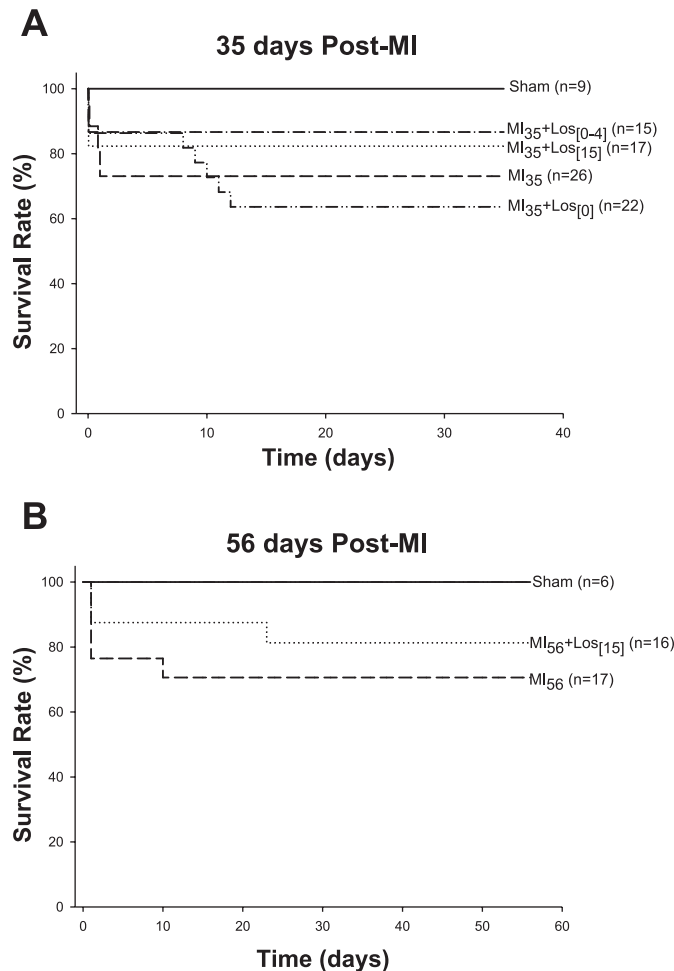 A
35 days Post-MI
100
80
60
40
20
0
Survival Rate (%)
Sham (n=9)
MI35+Los[0-4] (n=15)
MI35+Los[15] (n=17)
MI35 (n=26)
MI35+Los[0] (n=22)
0 10 20 30 40
Time (days)
B
56 days Post-MI
100
80
60
40
20
0
Survival Rate (%)
Sham (n=6)
MI56+Los[15] (n=16)
MI56 (n=17)
0 10 20 30 40 50 60
Time (days)